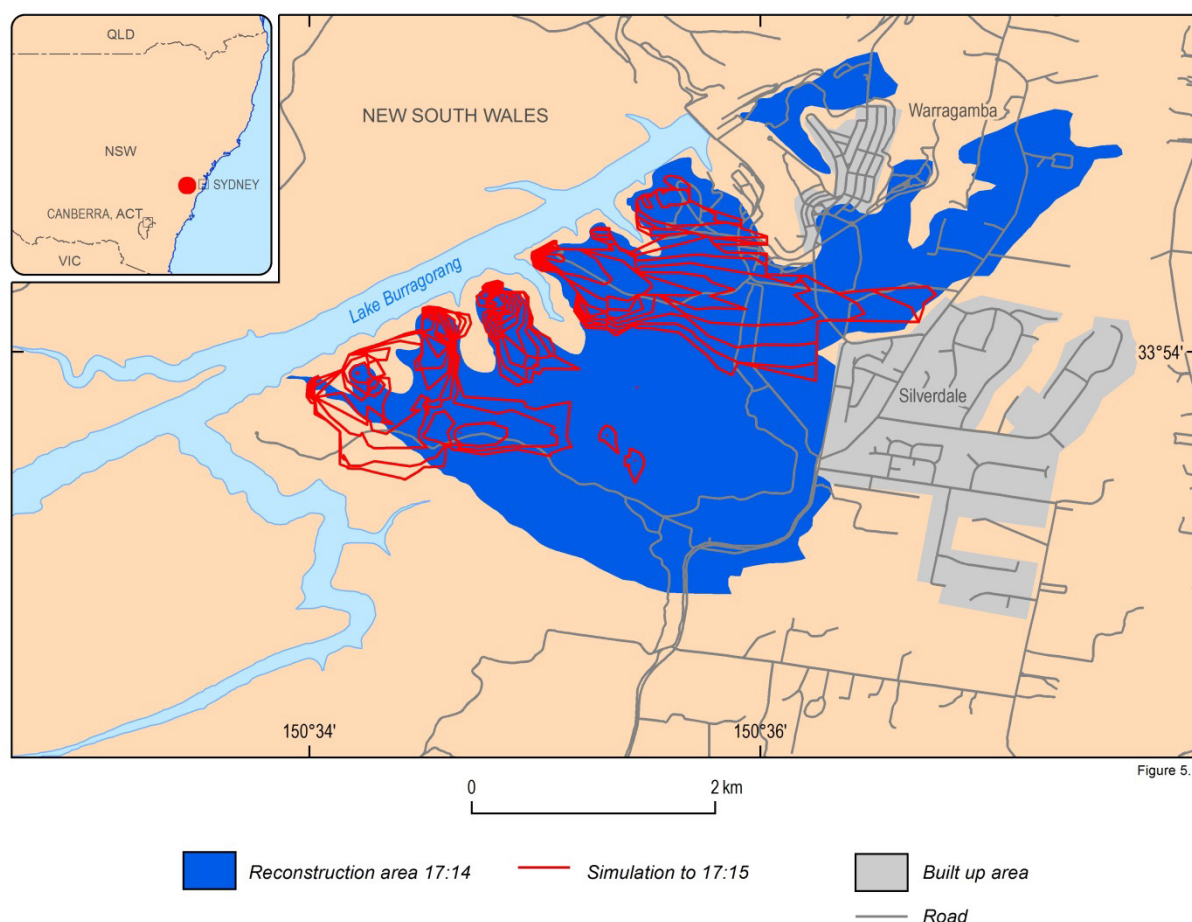 QLD
NSW
SYDNEY
CANBERRA, ACT
VIC
NEW SOUTH WALES
Warragamba
Lake Burragorang
33°54'
Silverdale
150°34'
150°36'
Figure 5.
0
2 km
Reconstruction area 17:14
Simulation to 17:15
Built up area
Road